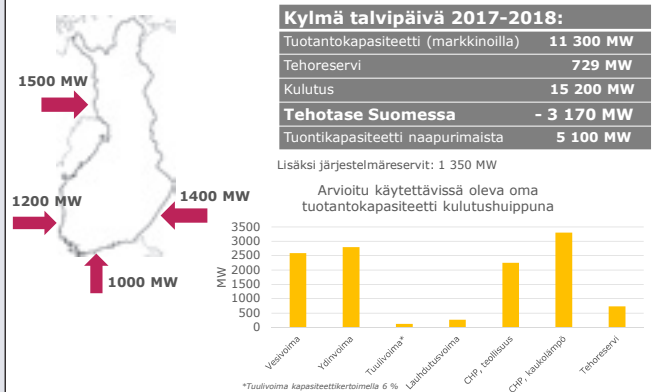 Kylmä talvipäivä 2017-2018:
Tuotantokapasiteetti (markkinoilla) 11 300 MW
Tehoreservi 729 MW
Kulutus 15 200 MW
Tehotase Suomessa - 3 170 MW
Tuontikapasiteetti naapurimaista 5 100 MW
Lisäksi järjestelmäreservit: 1 350 MW
1500 MW
1200 MW
1400 MW
1000 MW
Arvioitu käytettävissä oleva oma
tuotantokapasiteetti kulutushuippuna
MW
3500
3000
2500
2000
1500
1000
500
0
Vesivoima
Ydinvoima
Tuulivoima*
Lauhdutusvoima
CHP, teollisuus
CHP, kaukolämpö
Tehoreservi
*Tuulivoima kapasiteettikertoimella 6 %